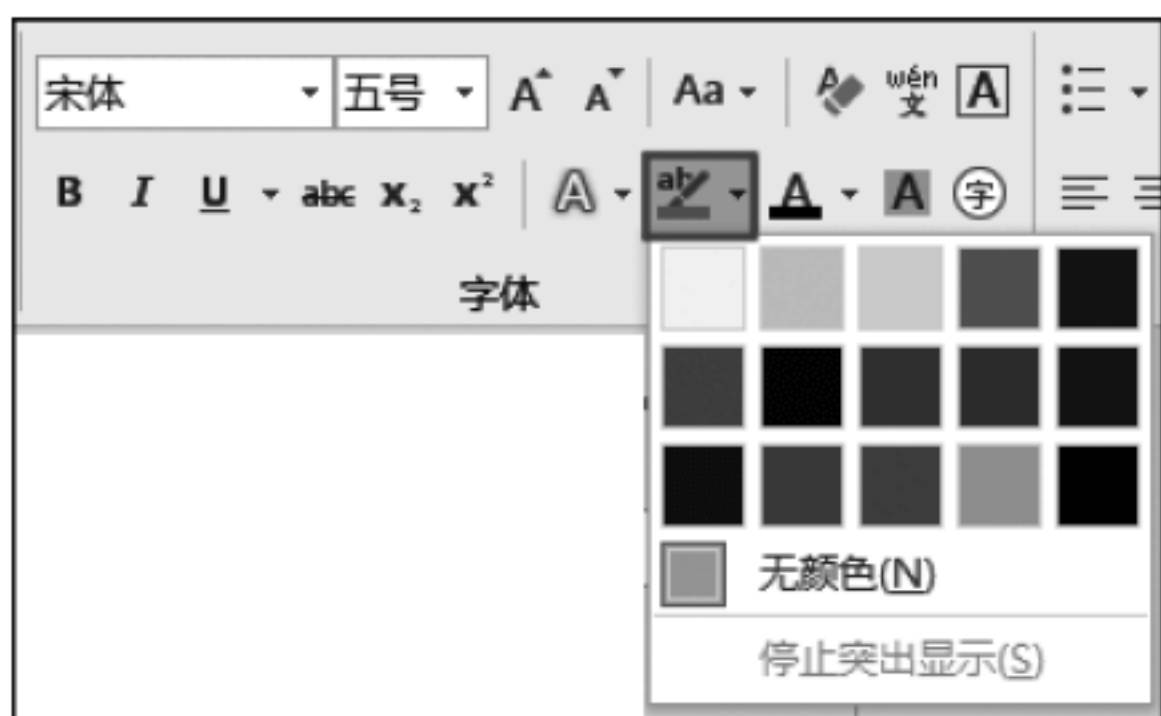 宋体 五号 A A Aa A wén 文 A
B I U abc X₂ X² A ab A A 字
字体
无颜色(N)
停止突出显示(S)